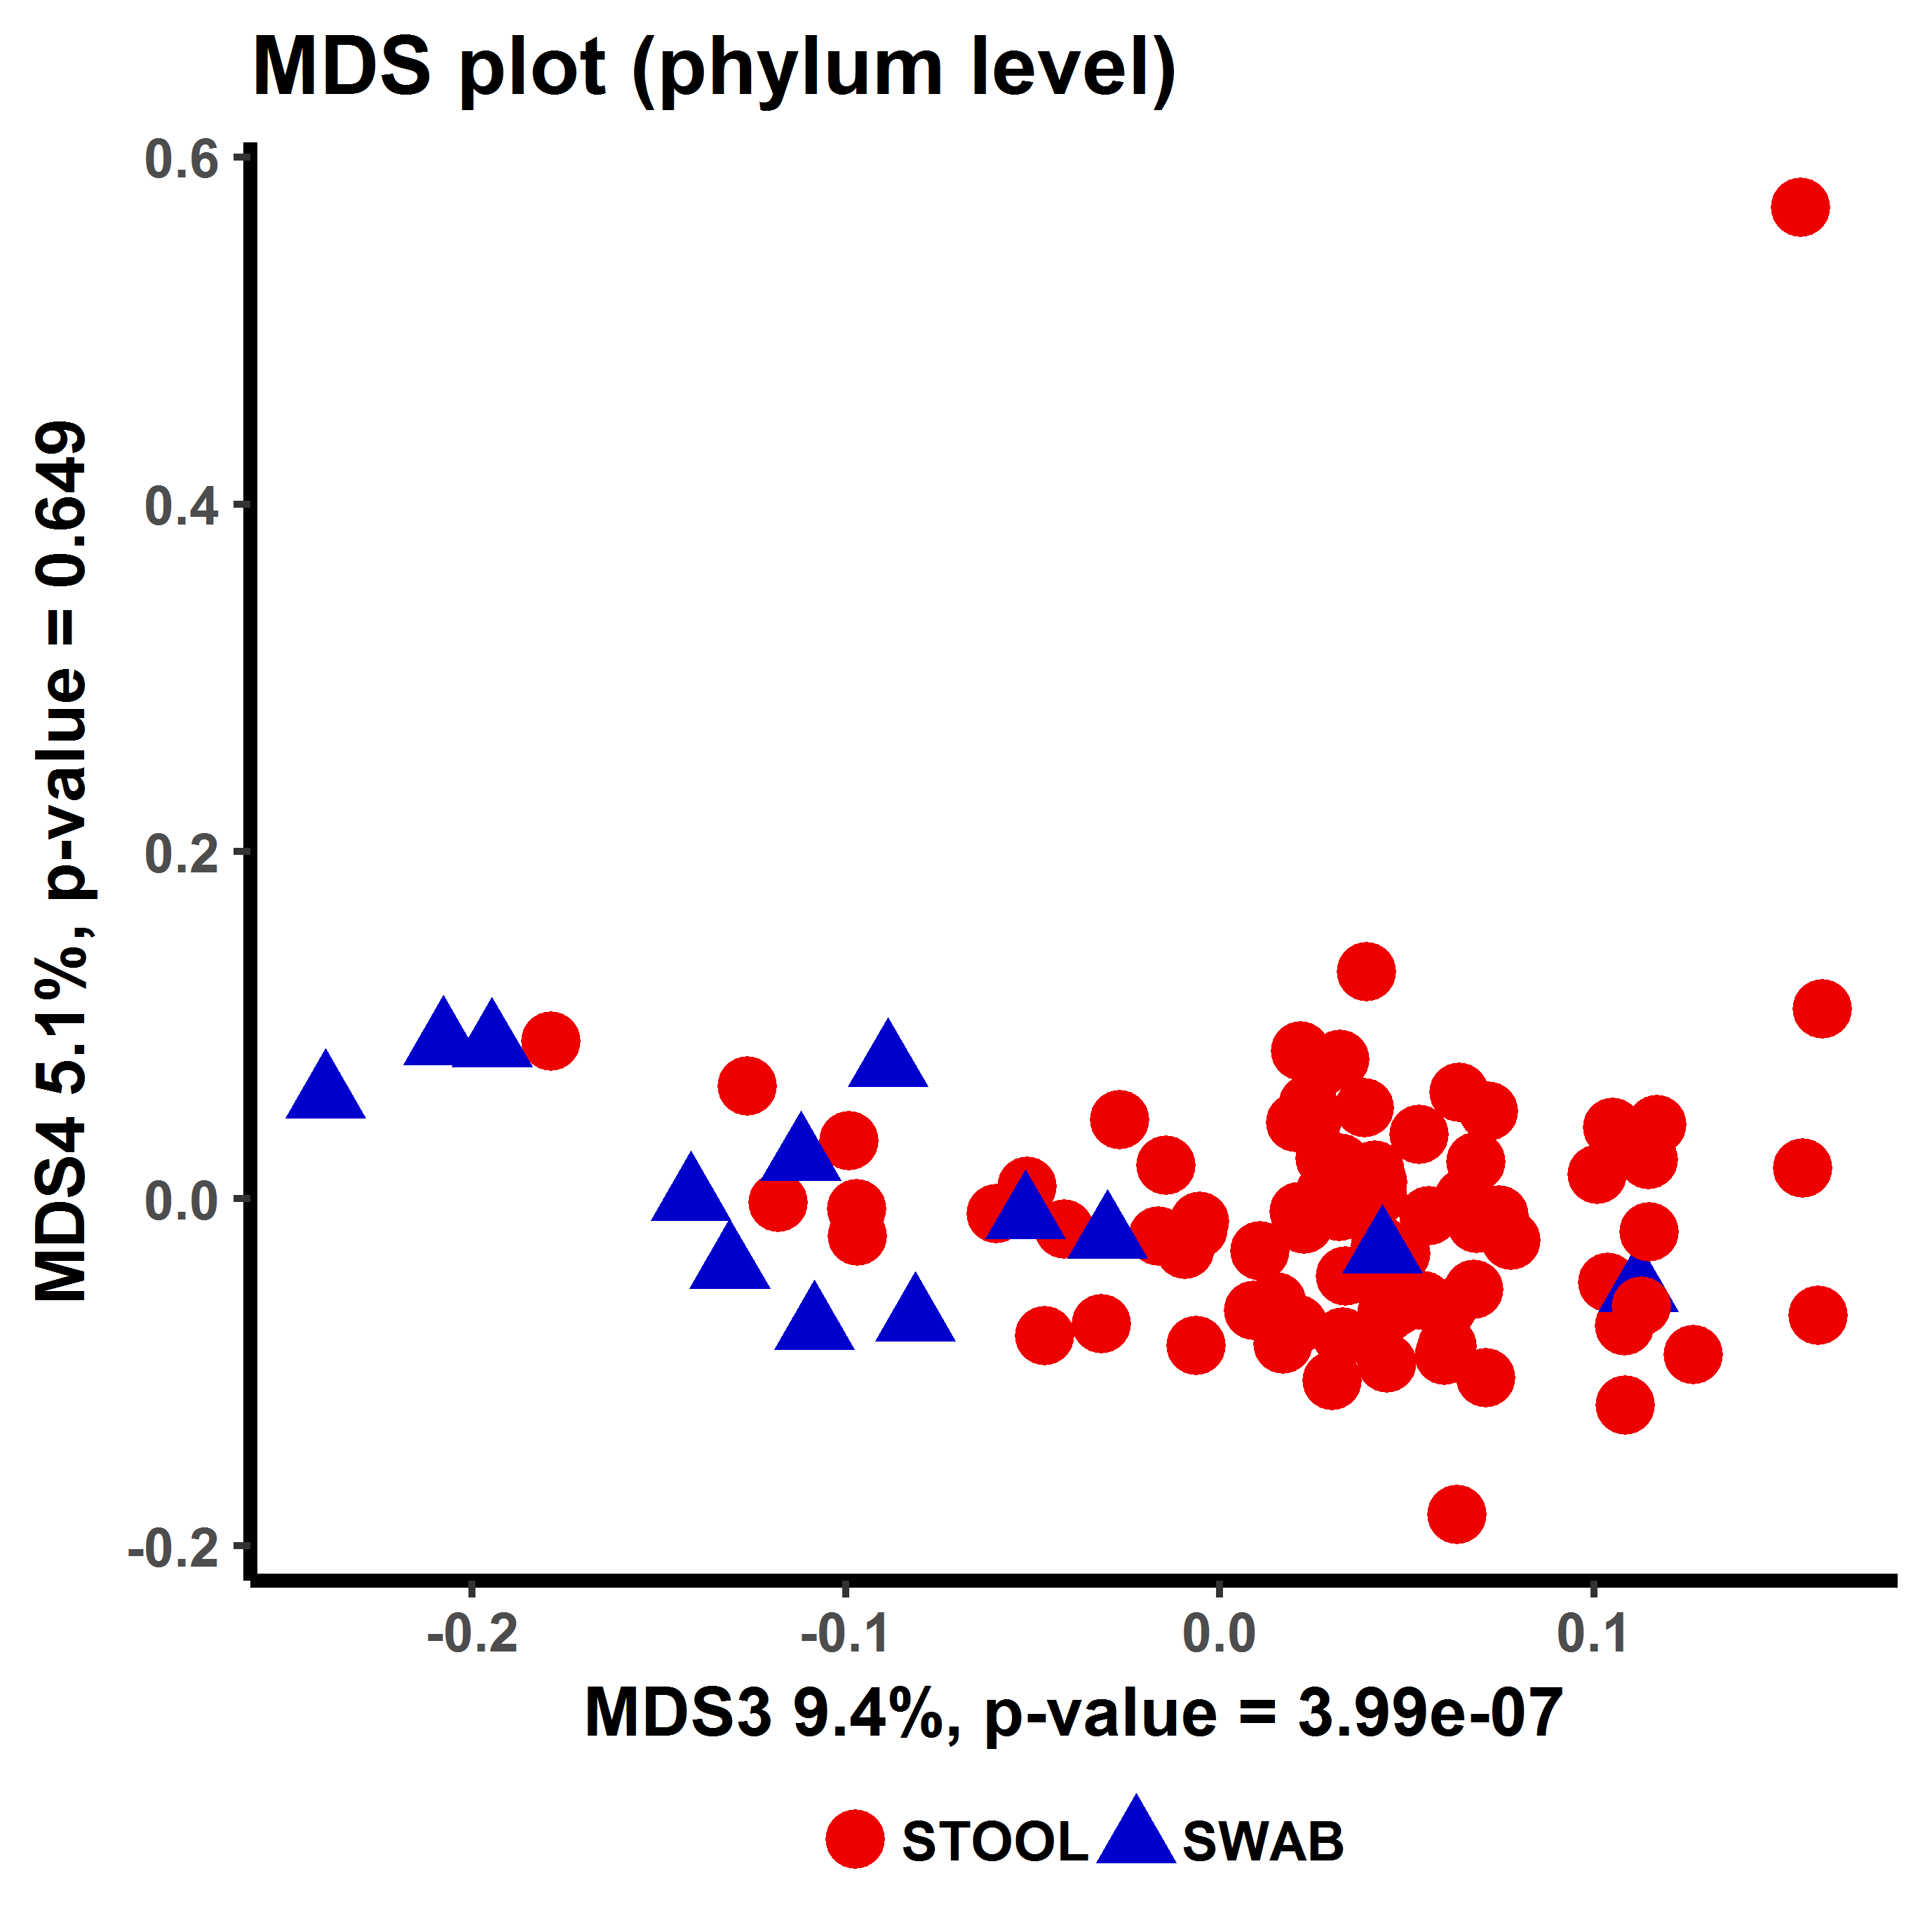 MDS plot (phylum level)
0.6
0.4
0.2
0.0
-0.2
MDS4 5.1%, p-value = 0.649
-0.2 -0.1 0.0 0.1
MDS3 9.4%, p-value = 3.99e-07
STOOL SWAB